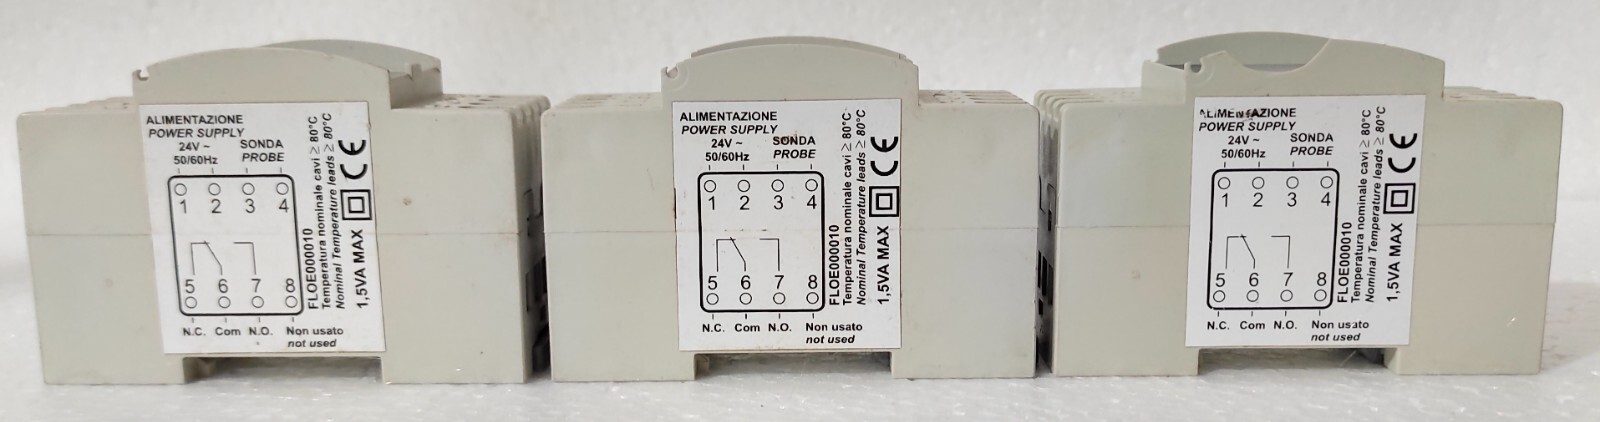 ALIMENTAZIONE
POWER SUPPLY
24V ~
50/60Hz
SONDA
PROBE
1 2 3 4
5 6 7 8
N.C. Com N.O. Non usato
not used
FLOE000010
Temperatura nominale cavi ≥ 80°C
Nominal Temperature leads ≥ 80°C
1,5VA MAX CE
ALIMENTAZIONE
POWER SUPPLY
24V ~
50/60Hz
SONDA
PROBE
1 2 3 4
5 6 7 8
N.C. Com N.O. Non usato
not used
FLOE000010
Temperatura nominale cavi ≥ 80°C
Nominal Temperature leads ≥ 80°C
1,5VA MAX CE
ALIMENTAZIONE
POWER SUPPLY
24V ~
50/60Hz
SONDA
PROBE
1 2 3 4
5 6 7 8
N.C. Com N.O. Non usato
not used
FLOE000010
Temperatura nominale cavi ≥ 80°C
Nominal Temperature leads ≥ 80°C
1,5VA MAX CE